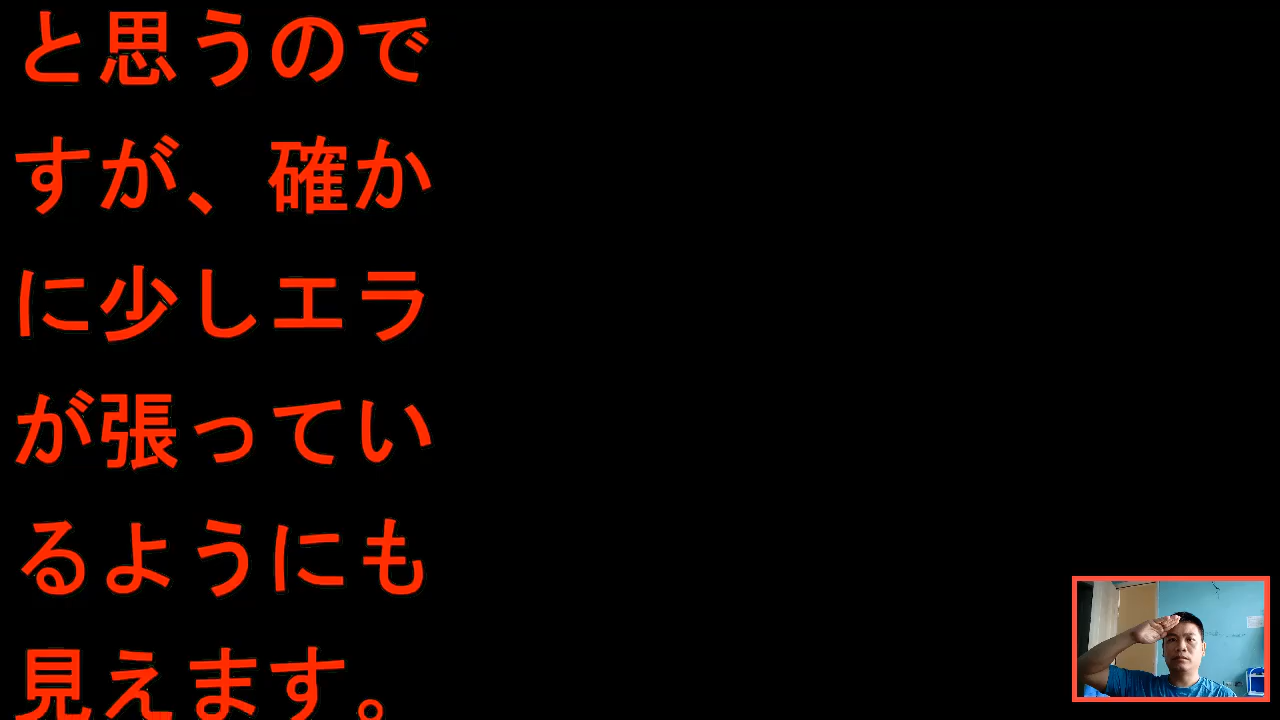 と思うので
すが、確か
に少しエラ
が張ってい
るようにも
見えます。